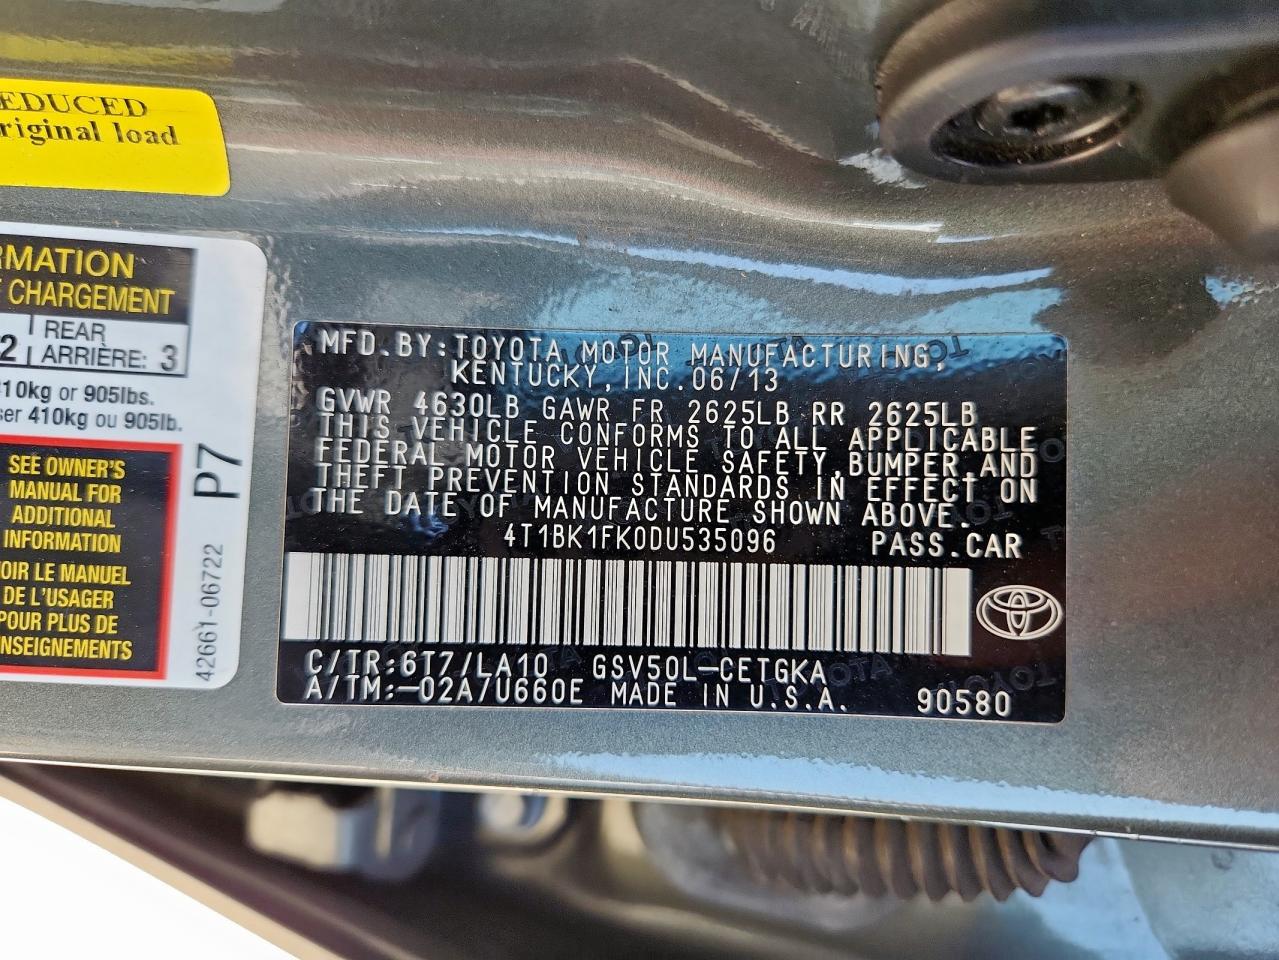 EDUCED
riginal load
RMATION
CHARGEMENT
2 REAR
ARRIÈRE: 3
10kg or 905lbs.
ser 410kg ou 905lb.
SEE OWNER'S
MANUAL FOR
ADDITIONAL
INFORMATION
OIR LE MANUEL
DE L'USAGER
POUR PLUS DE
NSEIGNEMENTS
P7
42661-06722
MFD.BY:TOYOTA MOTOR MANUFACTURING,
KENTUCKY,INC.06/13
GVWR 4630LB GAWR FR 2625LB RR 2625LB
THIS VEHICLE CONFORMS TO ALL APPLICABLE
FEDERAL MOTOR VEHICLE SAFETY,BUMPER,AND
THEFT PREVENTION STANDARDS IN EFFECT ON
THE DATE OF MANUFACTURE SHOWN ABOVE.
4T1BK1FK0DU535096 PASS.CAR
C/TR:6T7/LA10 GSV50L-CETGKA
A/TM:-02A/U660E MADE IN U.S.A. 90580